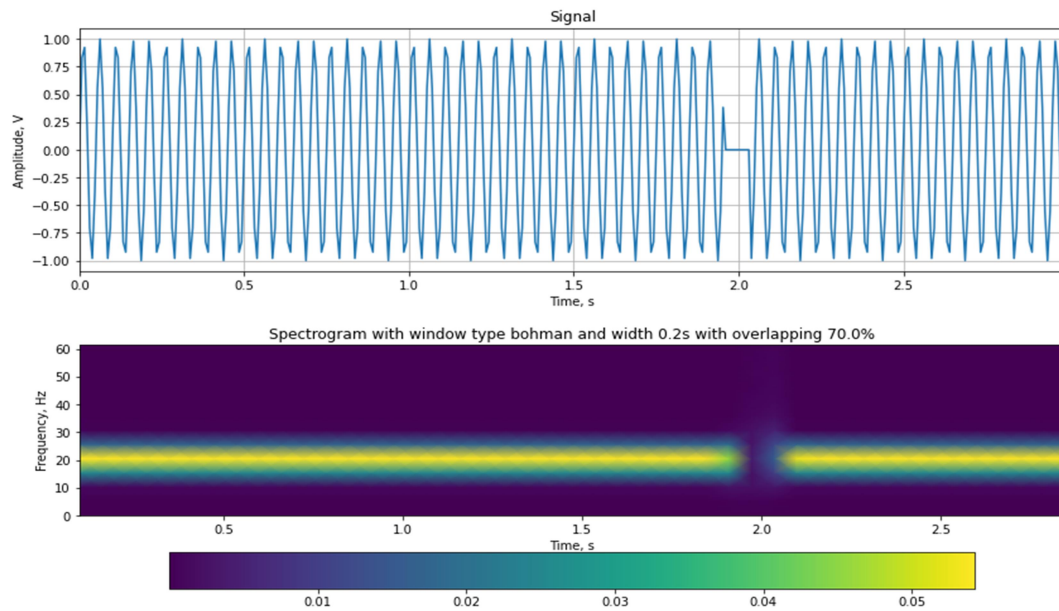 Signal
1.00
0.75
0.50
0.25
0.00
−0.25
−0.50
−0.75
−1.00
Amplitude, V
0.0 0.5 1.0 1.5 2.0 2.5
Time, s
Spectrogram with window type bohman and width 0.2s with overlapping 70.0%
60
50
40
30
20
10
0
Frequency, Hz
0.5 1.0 1.5 2.0 2.5
Time, s
0.01 0.02 0.03 0.04 0.05